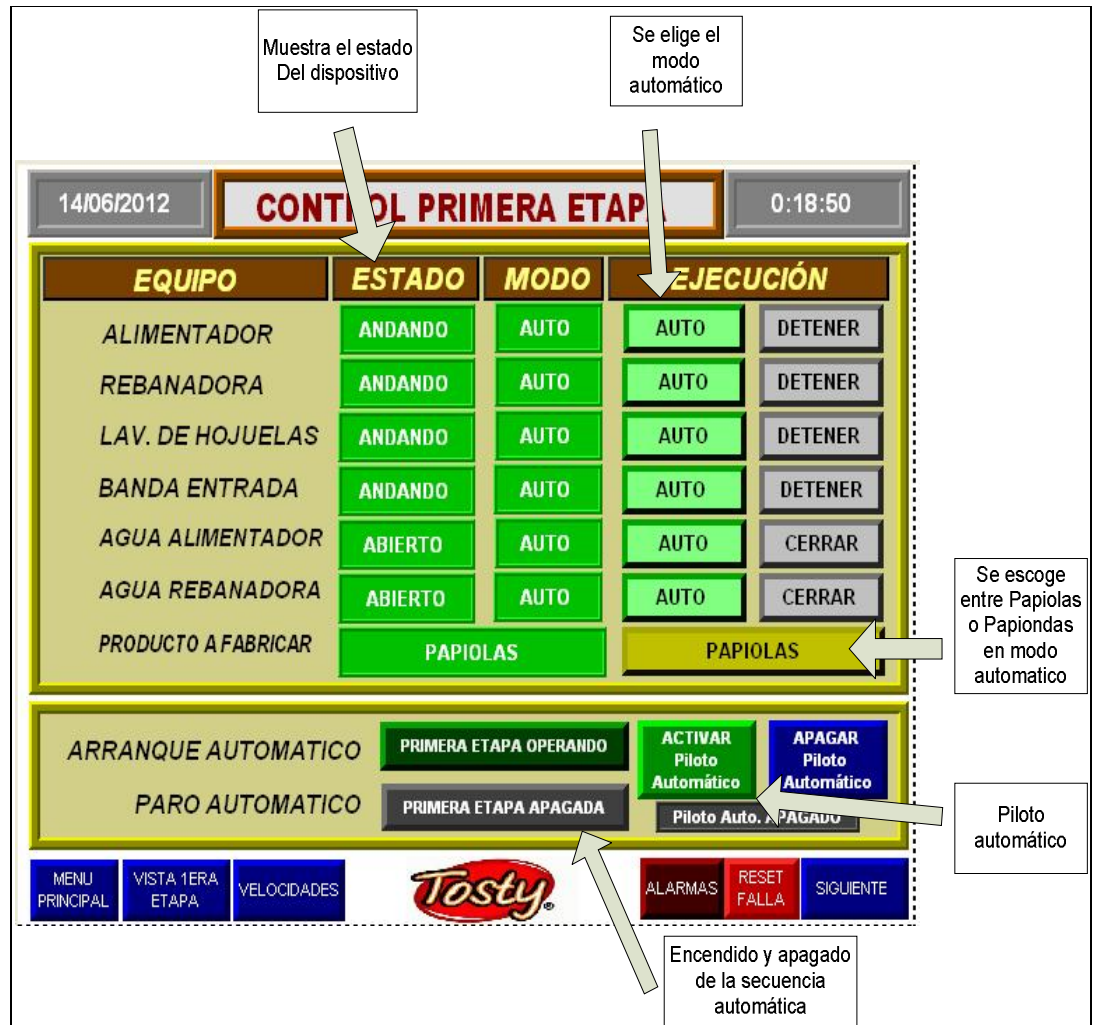 Muestra el estado
Del dispositivo
Se elige el
modo
automático
14/06/2012
CONTROL PRIMERA ETAPA
0:18:50
EQUIPO ESTADO MODO EJECUCIÓN
ALIMENTADOR ANDANDO AUTO AUTO DETENER
REBANADORA ANDANDO AUTO AUTO DETENER
LAV. DE HOJUELAS ANDANDO AUTO AUTO DETENER
BANDA ENTRADA ANDANDO AUTO AUTO DETENER
AGUA ALIMENTADOR ABIERTO AUTO AUTO CERRAR
AGUA REBANADORA ABIERTO AUTO AUTO CERRAR
PRODUCTO A FABRICAR PAPIOLAS PAPIOLAS
Se escoge
entre Papiolas
o Papiondas
en modo
automatico
ARRANQUE AUTOMATICO
PRIMERA ETAPA OPERANDO
ACTIVAR
Piloto
Automático
APAGAR
Piloto
Automático
PARO AUTOMATICO
PRIMERA ETAPA APAGADA
Piloto Auto. APAGADO
Piloto
automático
MENU
PRINCIPAL
VISTA 1ERA
ETAPA
VELOCIDADES
Tosty®
ALARMAS
RESET
FALLA
SIGUIENTE
Encendido y apagado
de la secuencia
automática